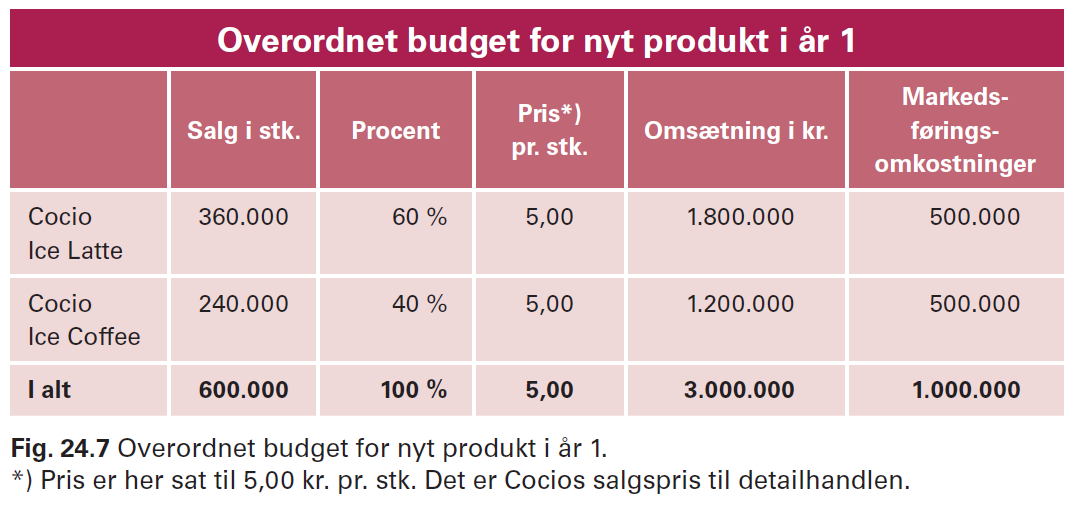 Overordnet budget for nyt produkt i år 1
Salg i stk. Procent Pris*) pr. stk. Omsætning i kr. Markeds-førings-omkostninger
Cocio Ice Latte 360.000 60 % 5,00 1.800.000 500.000
Cocio Ice Coffee 240.000 40 % 5,00 1.200.000 500.000
I alt 600.000 100 % 5,00 3.000.000 1.000.000
Fig. 24.7 Overordnet budget for nyt produkt i år 1.
*) Pris er her sat til 5,00 kr. pr. stk. Det er Cocios salgspris til detailhandlen.